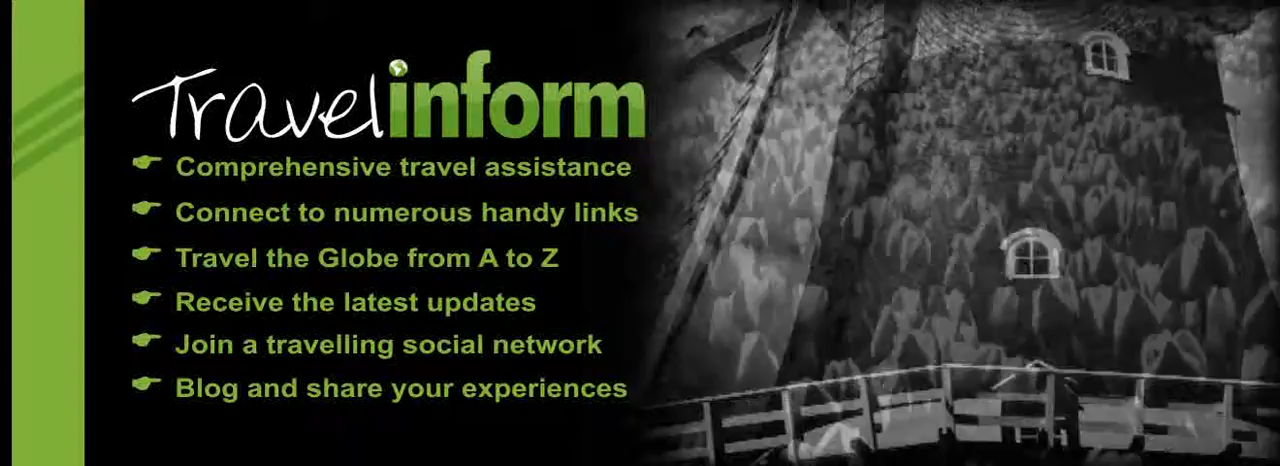 Travelinform
Comprehensive travel assistance
Connect to numerous handy links
Travel the Globe from A to Z
Receive the latest updates
Join a travelling social network
Blog and share your experiences